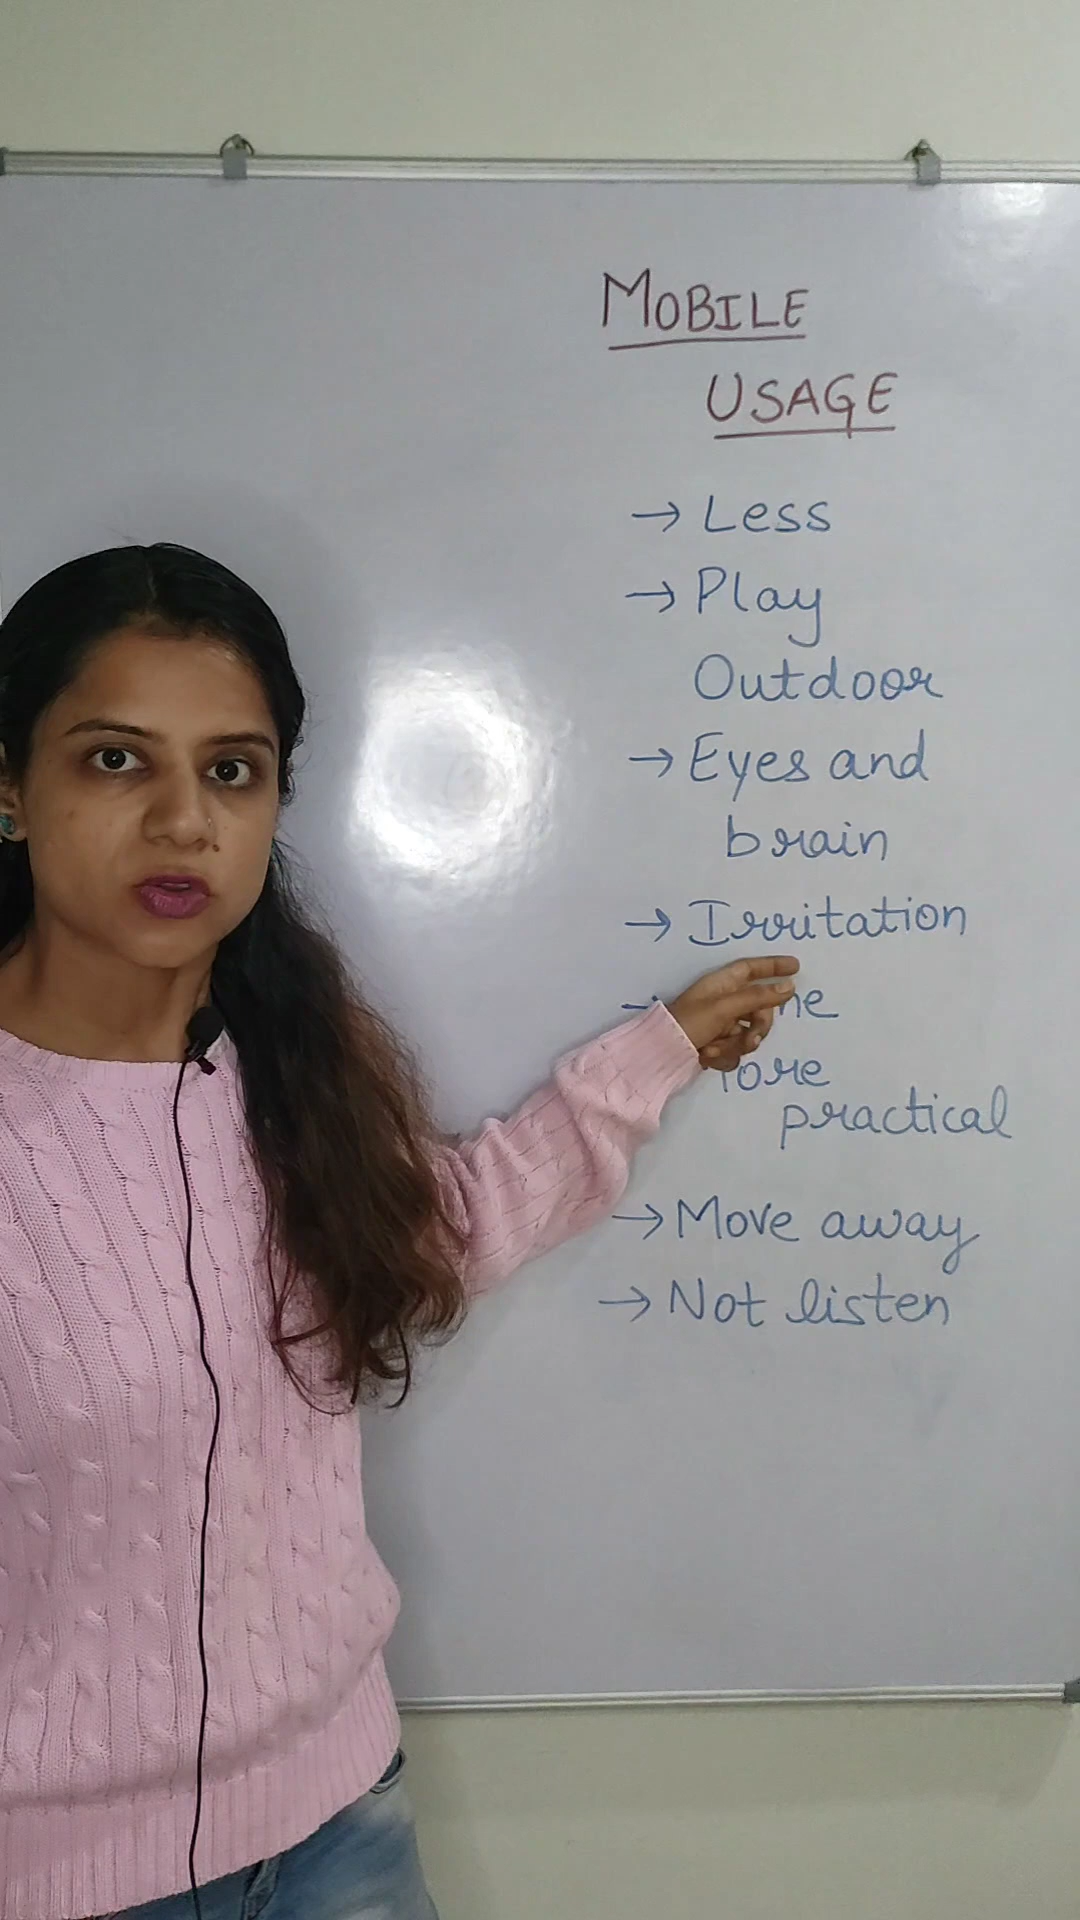 MOBILE
USAGE
→ Less
→ Play
Outdoor
→ Eyes and
brain
→ Irritation
practical
→ Move away
→ Not listen